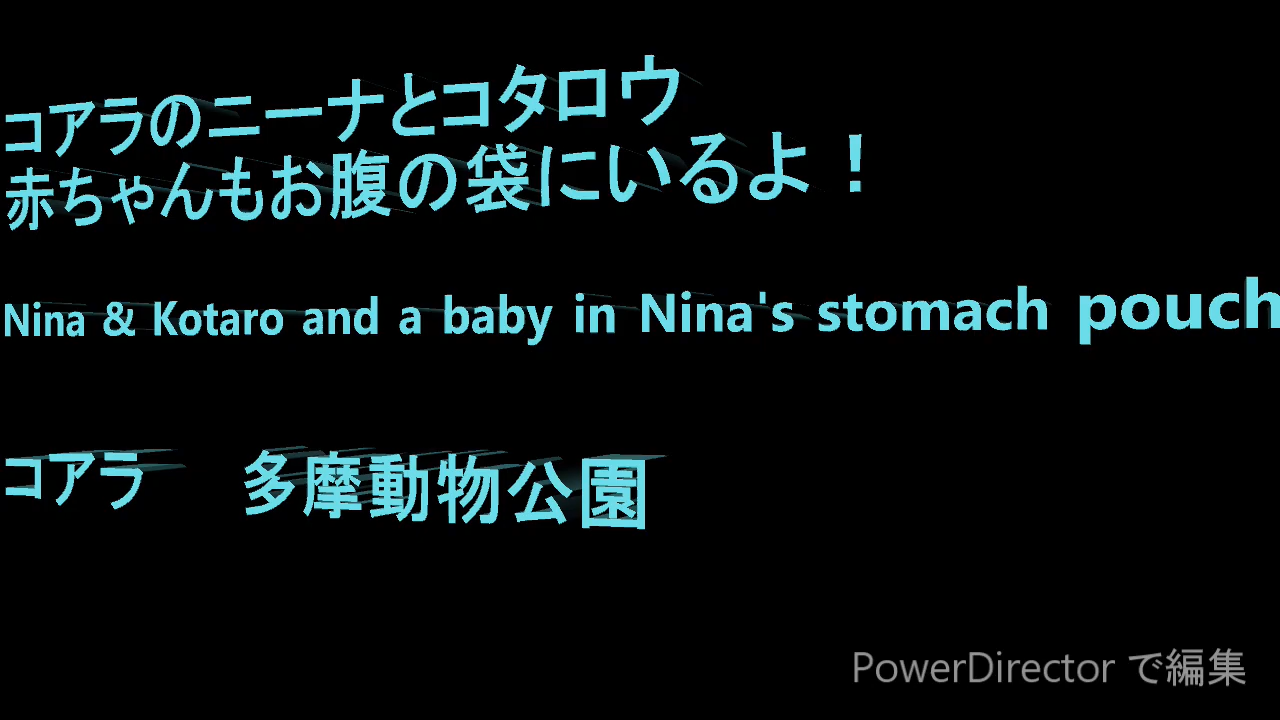 コアラのニーナとコタロウ
赤ちゃんもお腹の袋にいるよ！
Nina & Kotaro and a baby in Nina's stomach pouch
コアラ　多摩動物公園
PowerDirector で編集